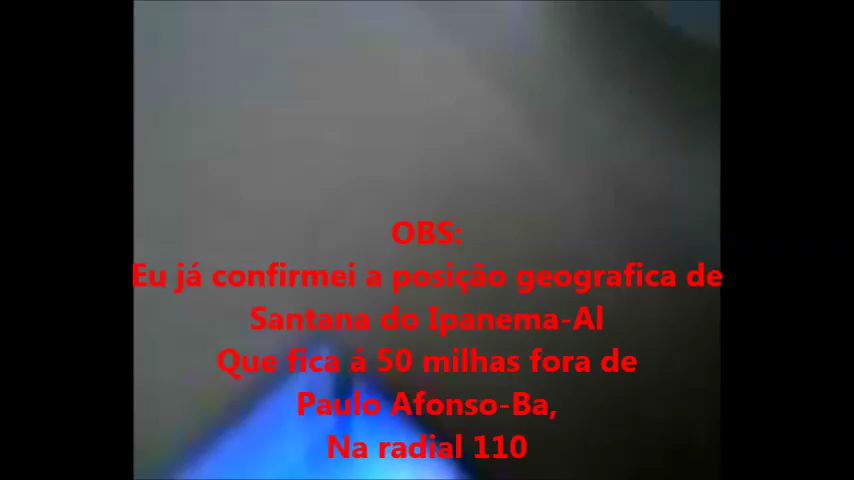 OBS:
Eu já confirmei a posição geografica de
Santana do Ipanema-Al
Que fica á 50 milhas fora de
Paulo Afonso-Ba,
Na radial 110